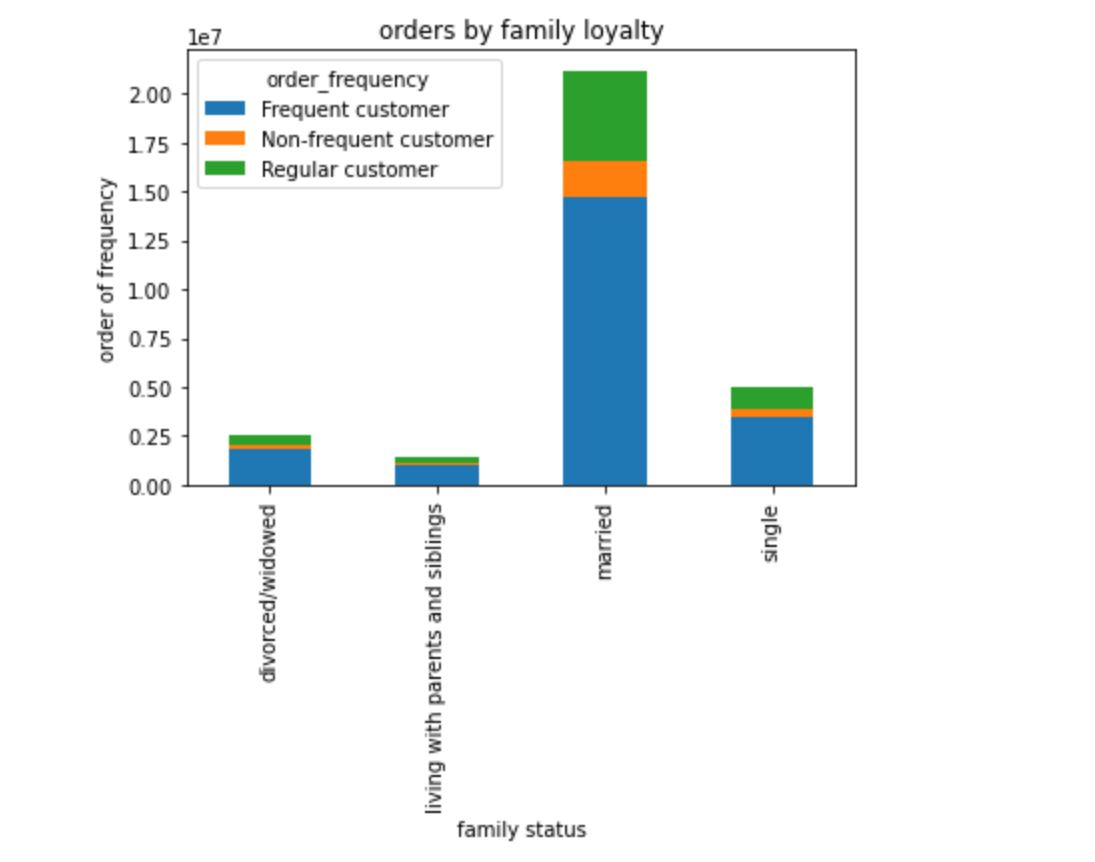 orders by family loyalty
1e7
order_frequency
Frequent customer
Non-frequent customer
Regular customer
2.00
1.75
1.50
1.25
1.00
0.75
0.50
0.25
0.00
order of frequency
divorced/widowed
living with parents and siblings
married
single
family status